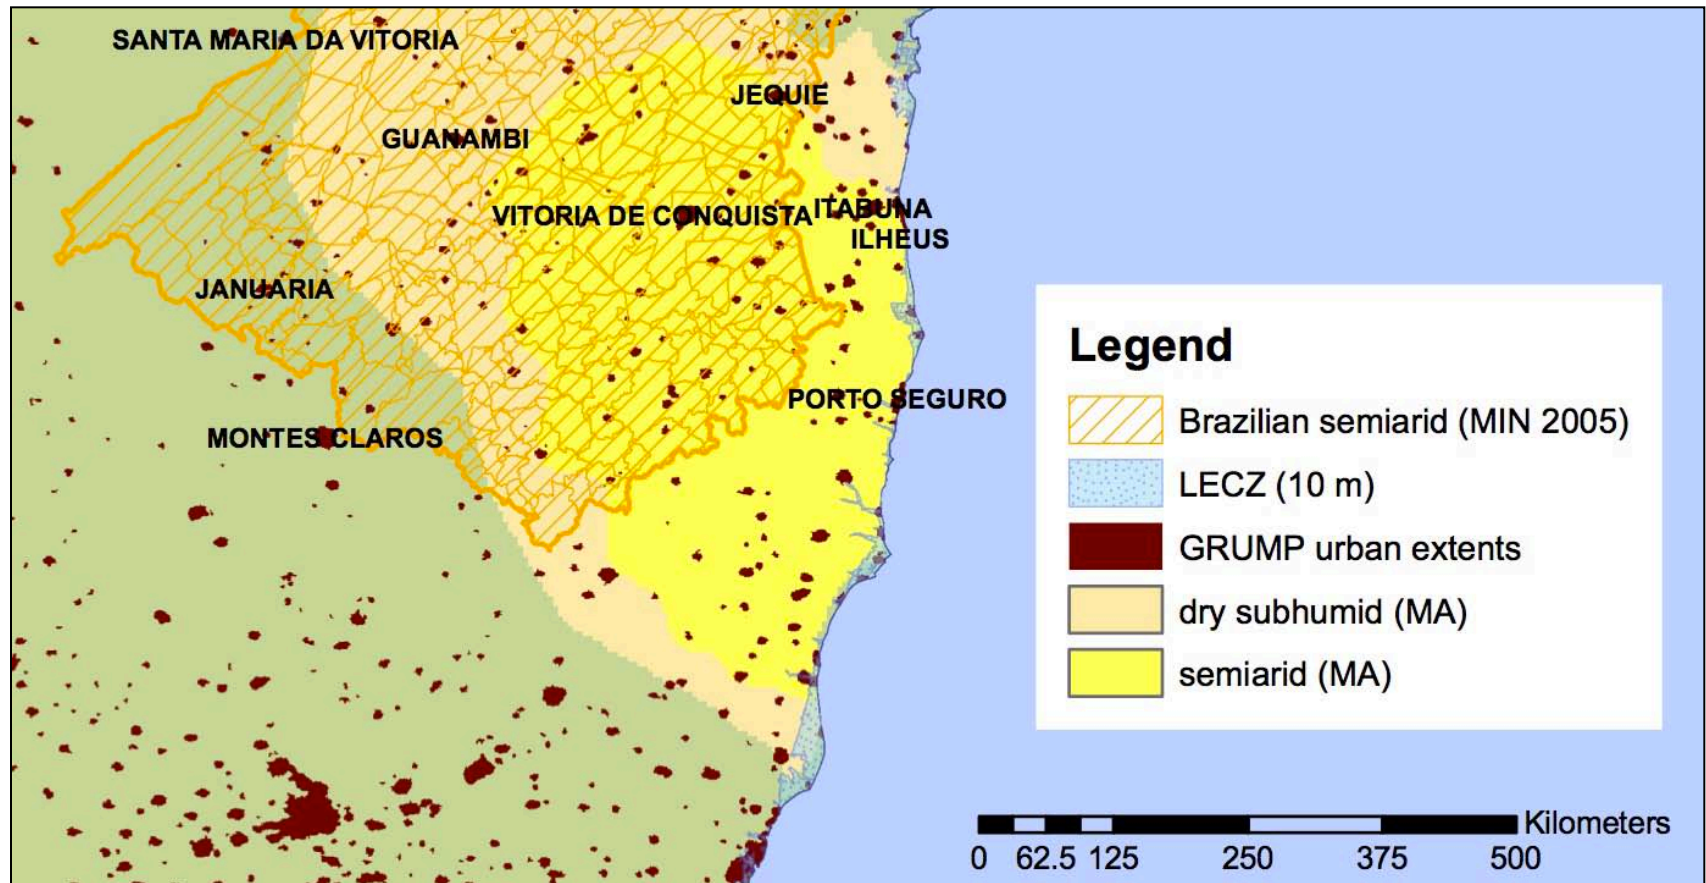 SANTA MARIA DA VITORIA
JEQUIE
GUANAMBI
VITORIA DE CONQUISTA
ITABUNA
ILHEUS
JANUARIA
PORTO SEGURO
MONTES CLAROS
Legend
Brazilian semiarid (MIN 2005)
LECZ (10 m)
GRUMP urban extents
dry subhumid (MA)
semiarid (MA)
Kilometers
0 62.5 125 250 375 500